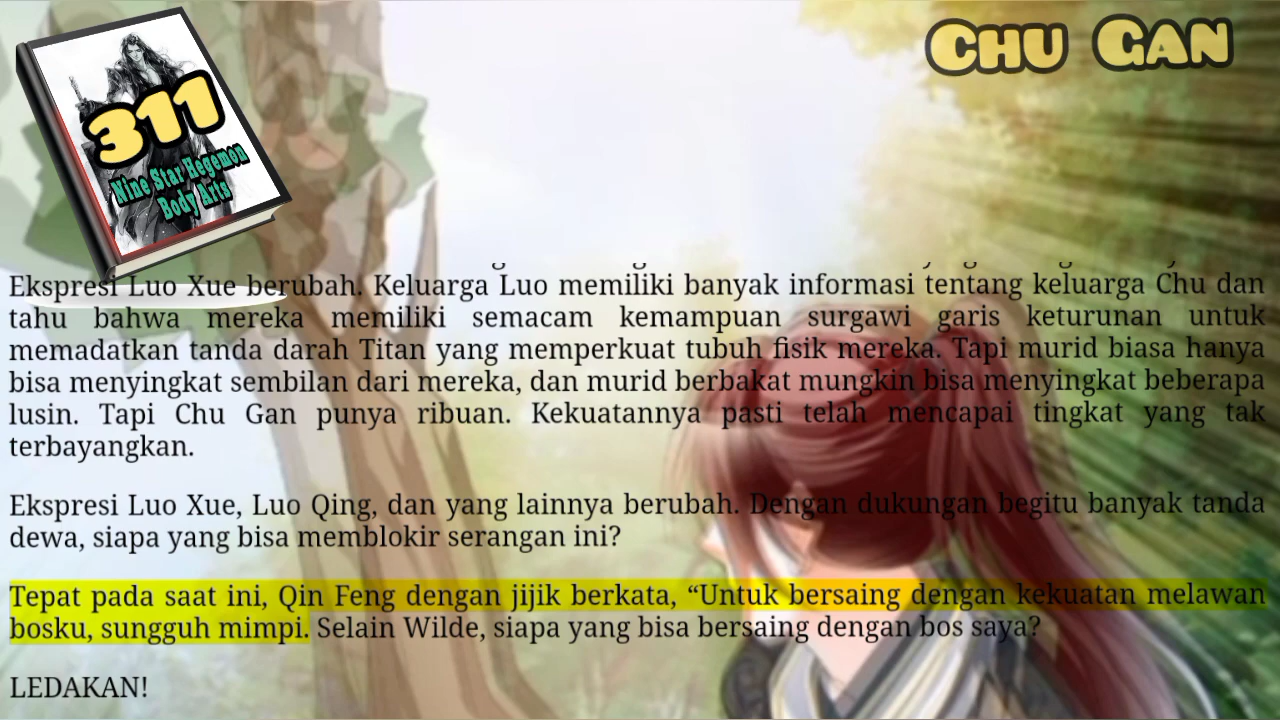 Chu Gan
311
Nine Star Hegemon
Body Arts
Ekspresi Luo Xue berubah. Keluarga Luo memiliki banyak informasi tentang keluarga Chu dan
tahu bahwa mereka memiliki semacam kemampuan surgawi garis keturunan untuk
memadatkan tanda darah Titan yang memperkuat tubuh fisik mereka. Tapi murid biasa hanya
bisa menyingkat sembilan dari mereka, dan murid berbakat mungkin bisa menyingkat beberapa
lusin. Tapi Chu Gan punya ribuan. Kekuatannya pasti telah mencapai tingkat yang tak
terbayangkan.
Ekspresi Luo Xue, Luo Qing, dan yang lainnya berubah. Dengan dukungan begitu banyak tanda
dewa, siapa yang bisa memblokir serangan ini?
Tepat pada saat ini, Qin Feng dengan jijik berkata, “Untuk bersaing dengan kekuatan melawan
bosku, sungguh mimpi. Selain Wilde, siapa yang bisa bersaing dengan bos saya?
LEDAKAN!